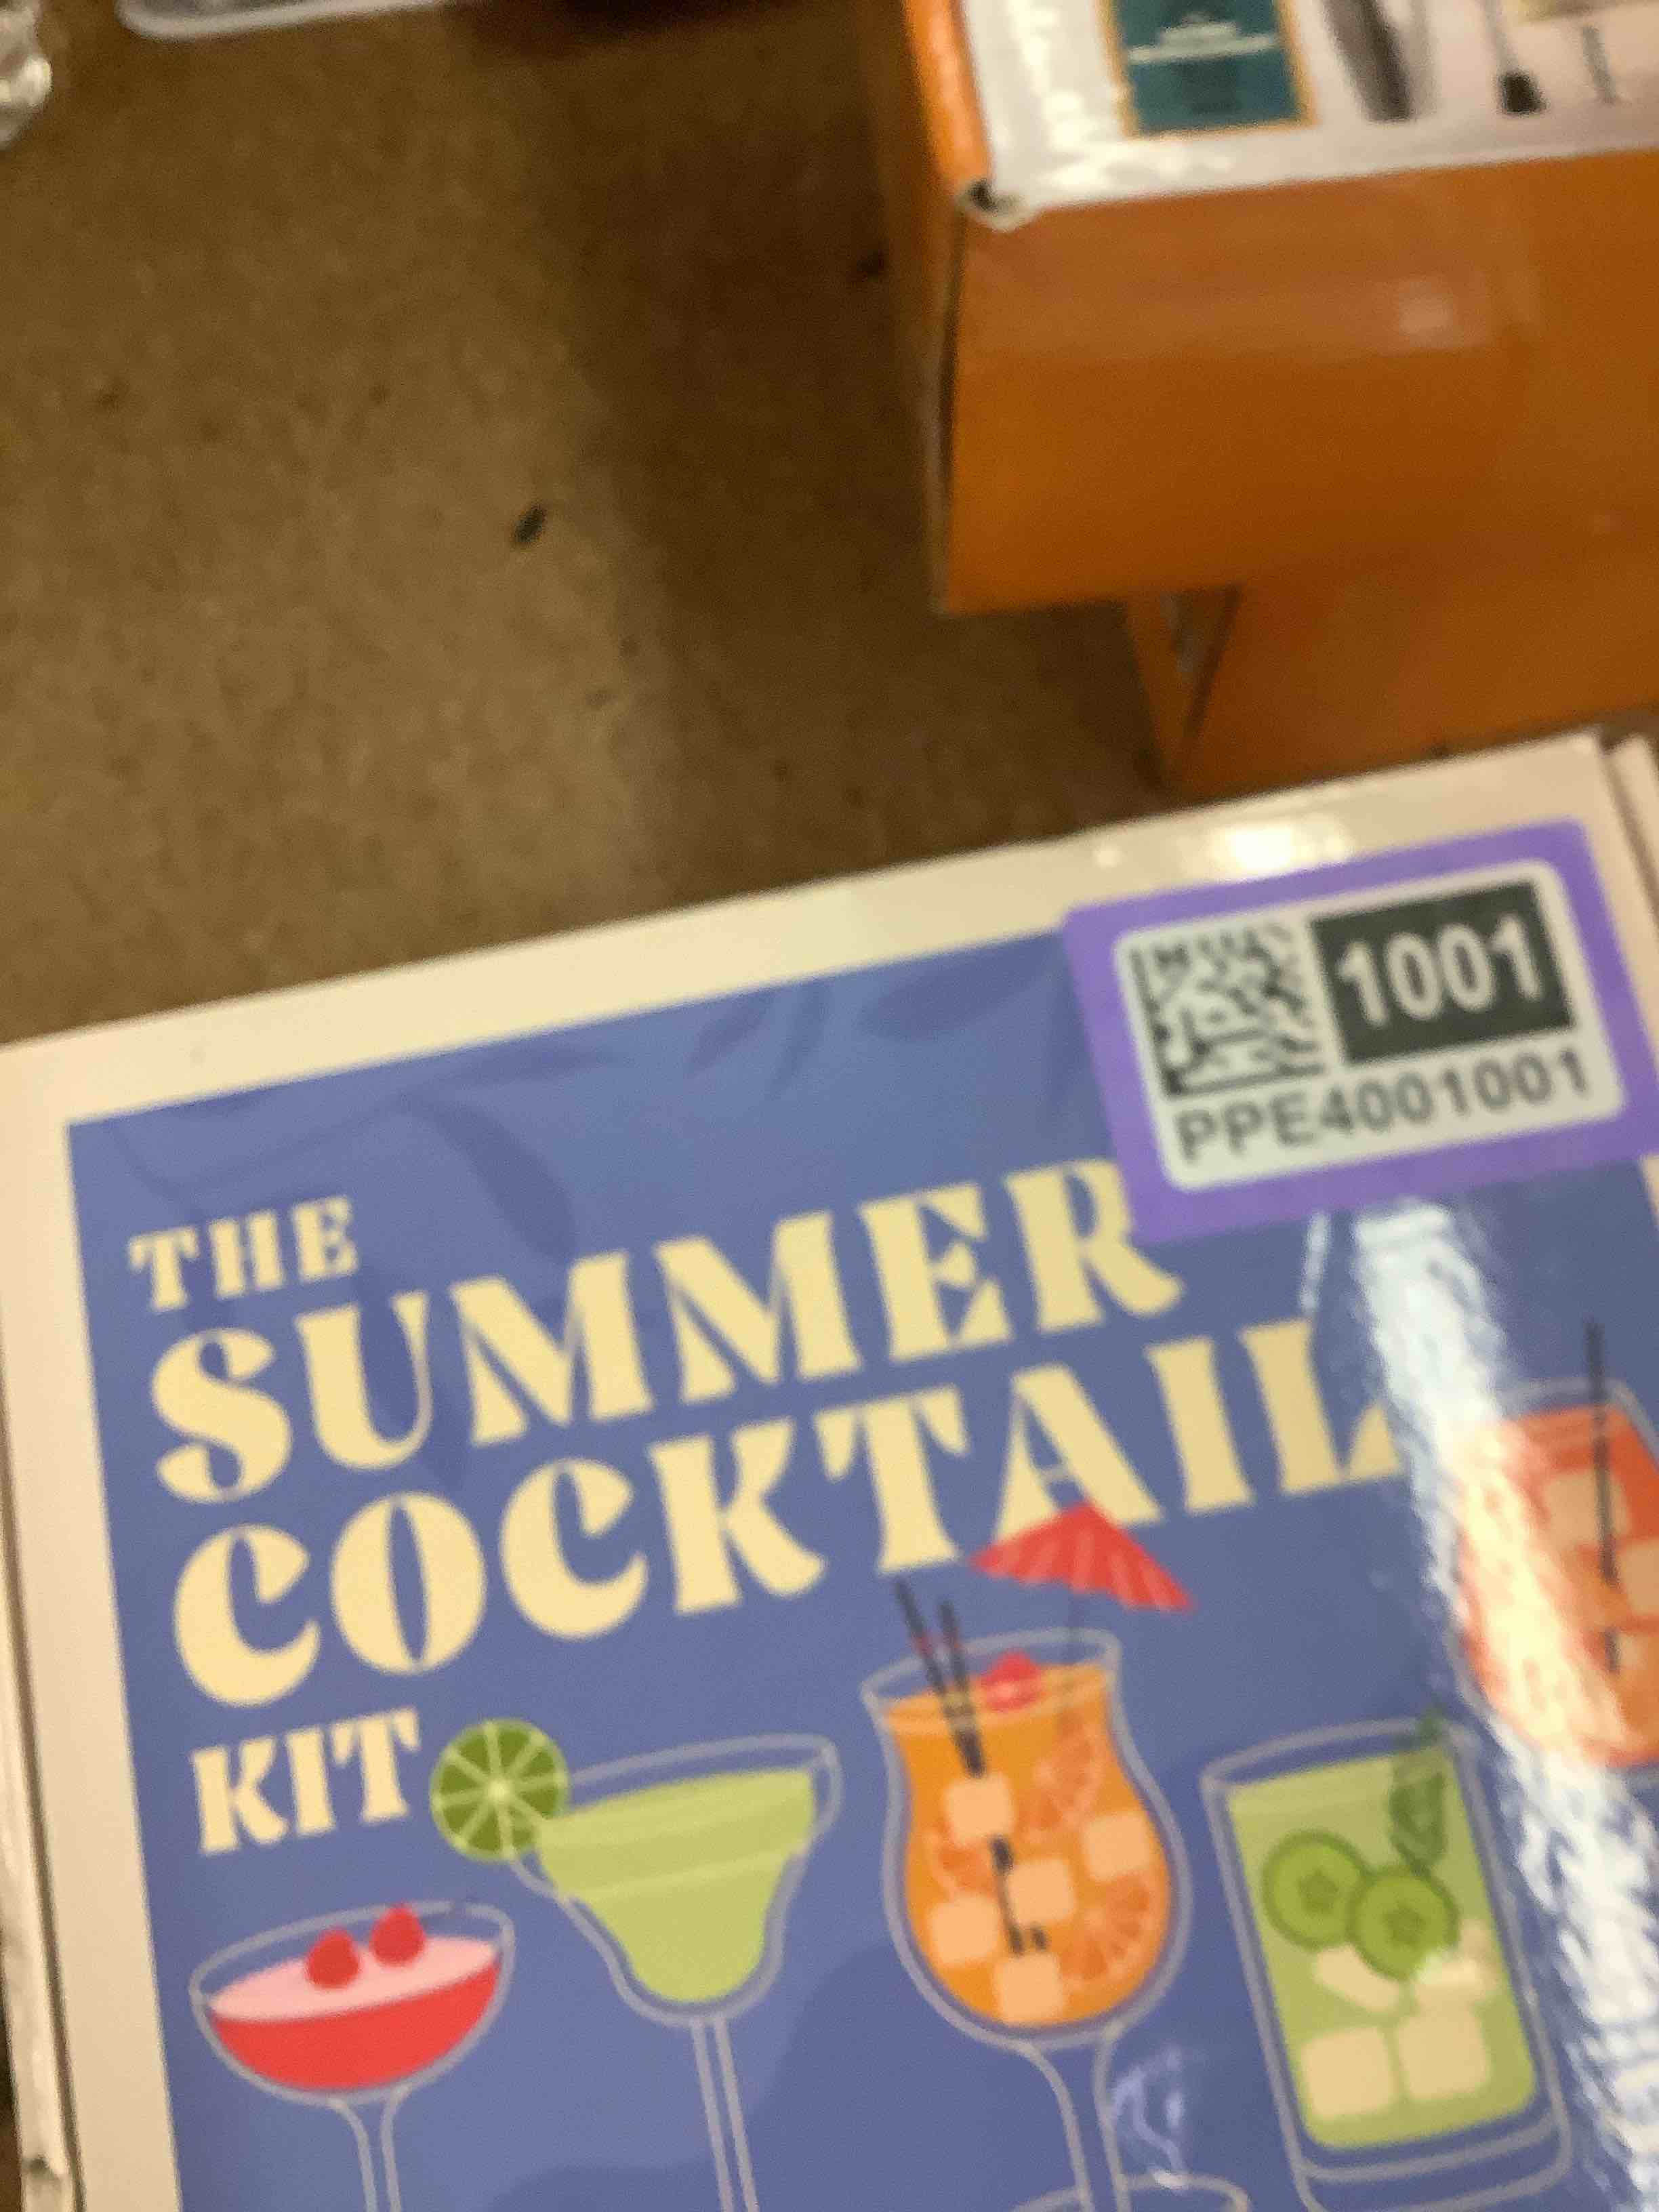 1001
PPE4001001
THE
SUMMER
COCKTAIL
KIT